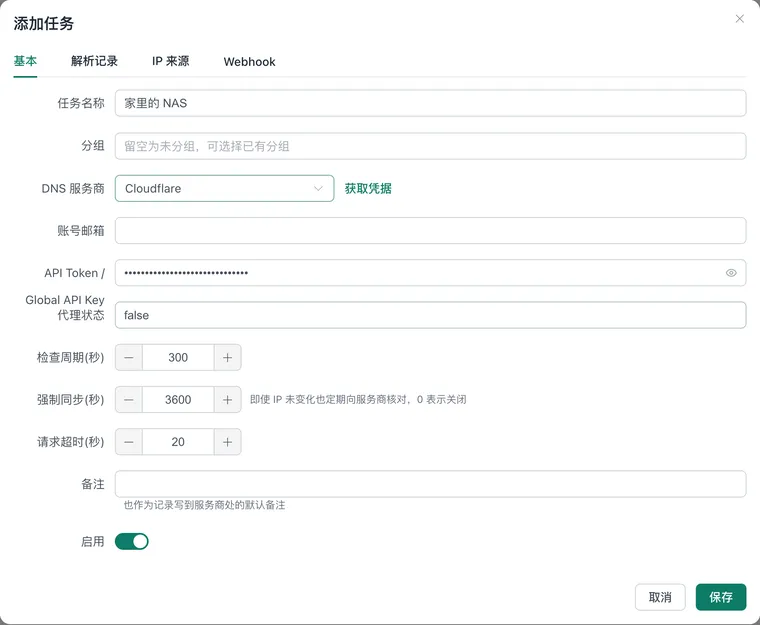 添加任务
基本 解析记录 IP 来源 Webhook
任务名称 家里的 NAS
分组 留空为未分组，可选择已有分组
DNS 服务商 Cloudflare 获取凭据
账号邮箱
API Token / ••••••••••••••••••••••••••••••
Global API Key
代理状态 false
检查周期(秒) 300
强制同步(秒) 3600 即使 IP 未变化也定期向服务商核对，0 表示关闭
请求超时(秒) 20
备注
也作为记录写到服务商处的默认备注
启用
取消 保存